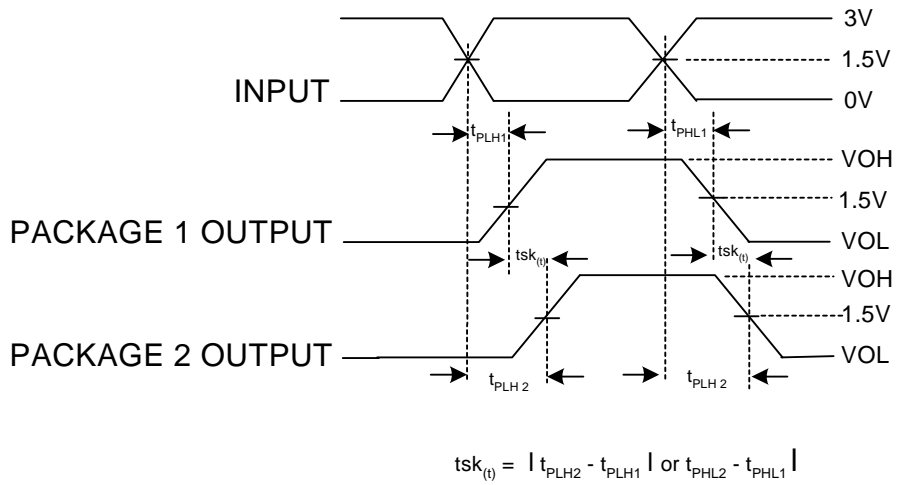 3V
1.5V
INPUT
0V
tPLH1
tPHL1
VOH
1.5V
PACKAGE 1 OUTPUT
VOL
tsk(t)
tsk(t)
VOH
1.5V
PACKAGE 2 OUTPUT
VOL
tPLH 2
tPLH 2
tsk(t) = | tPLH2 - tPLH1 | or tPHL2 - tPHL1 |